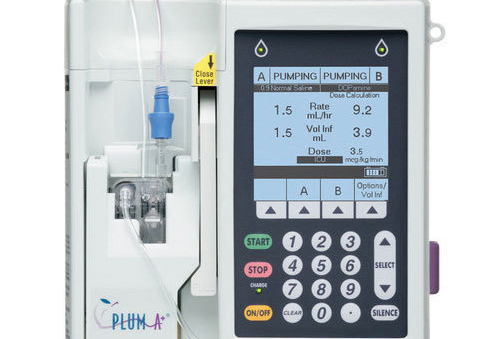 Close
Lever
A PUMPING PUMPING B
0.9 Normal Saline DOPamine
Dose Calculation
1.5 Rate 9.2
mL/hr
1.5 Vol Inf 3.9
mL
Dose 3.5
ICU mcg/kg/min
A B Options/
Vol Inf
START 1 2 3
STOP 4 5 6 SELECT
CHARGE 7 8 9
ON/OFF CLEAR 0 . SILENCE
PLUM A+®